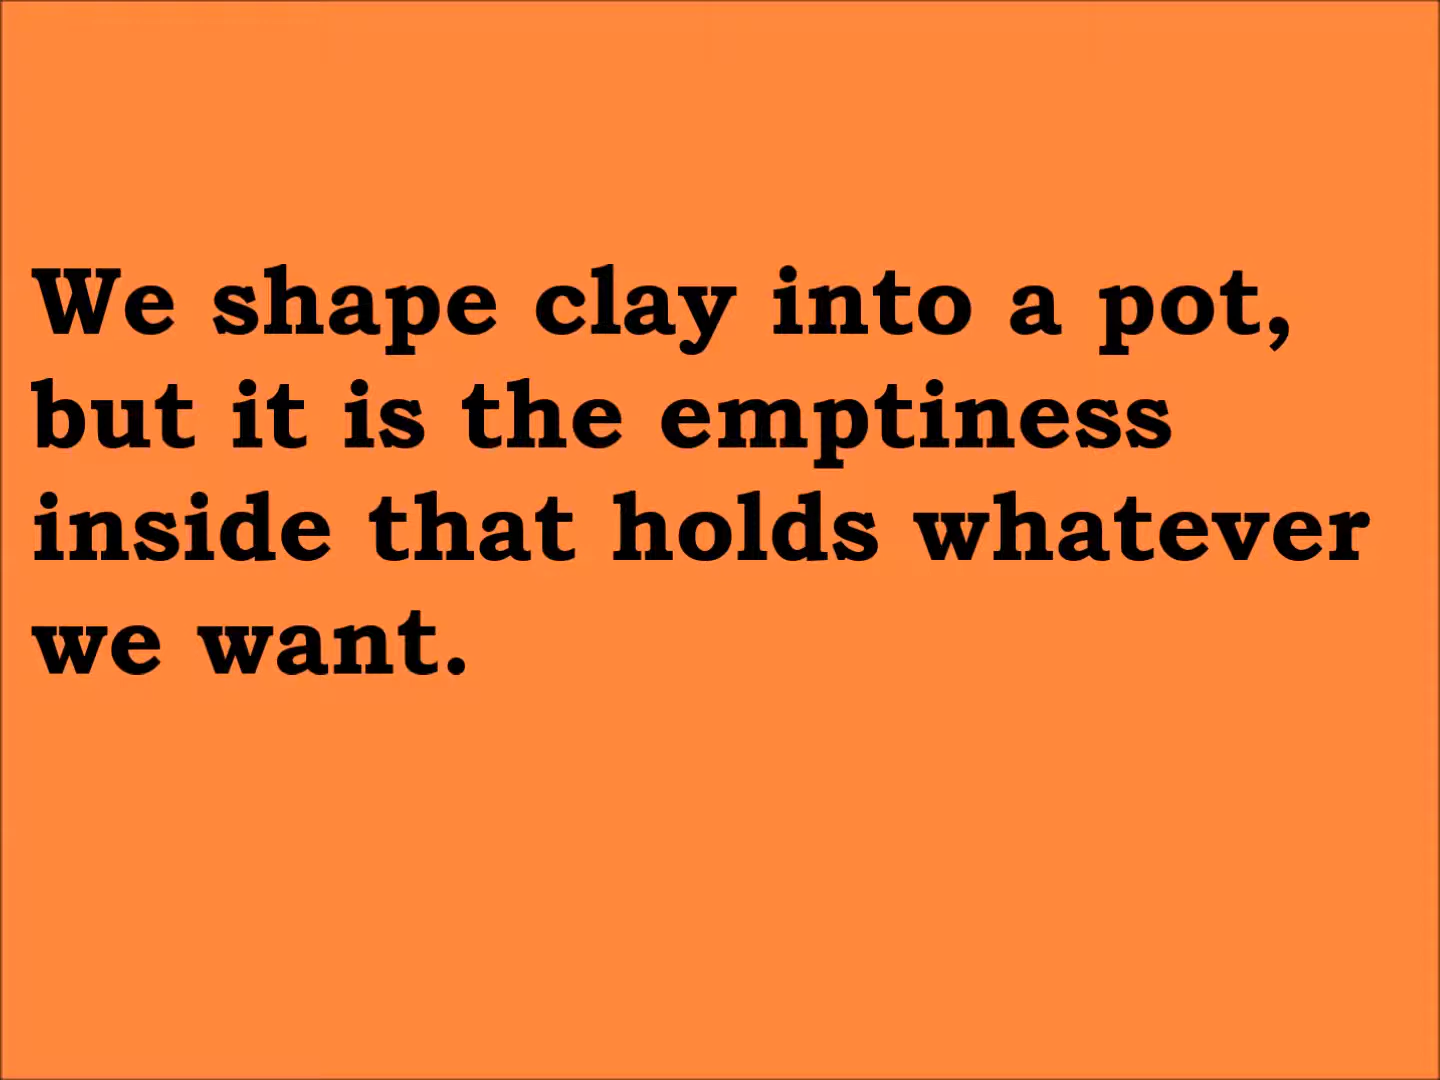 We shape clay into a pot,
but it is the emptiness
inside that holds whatever
we want.